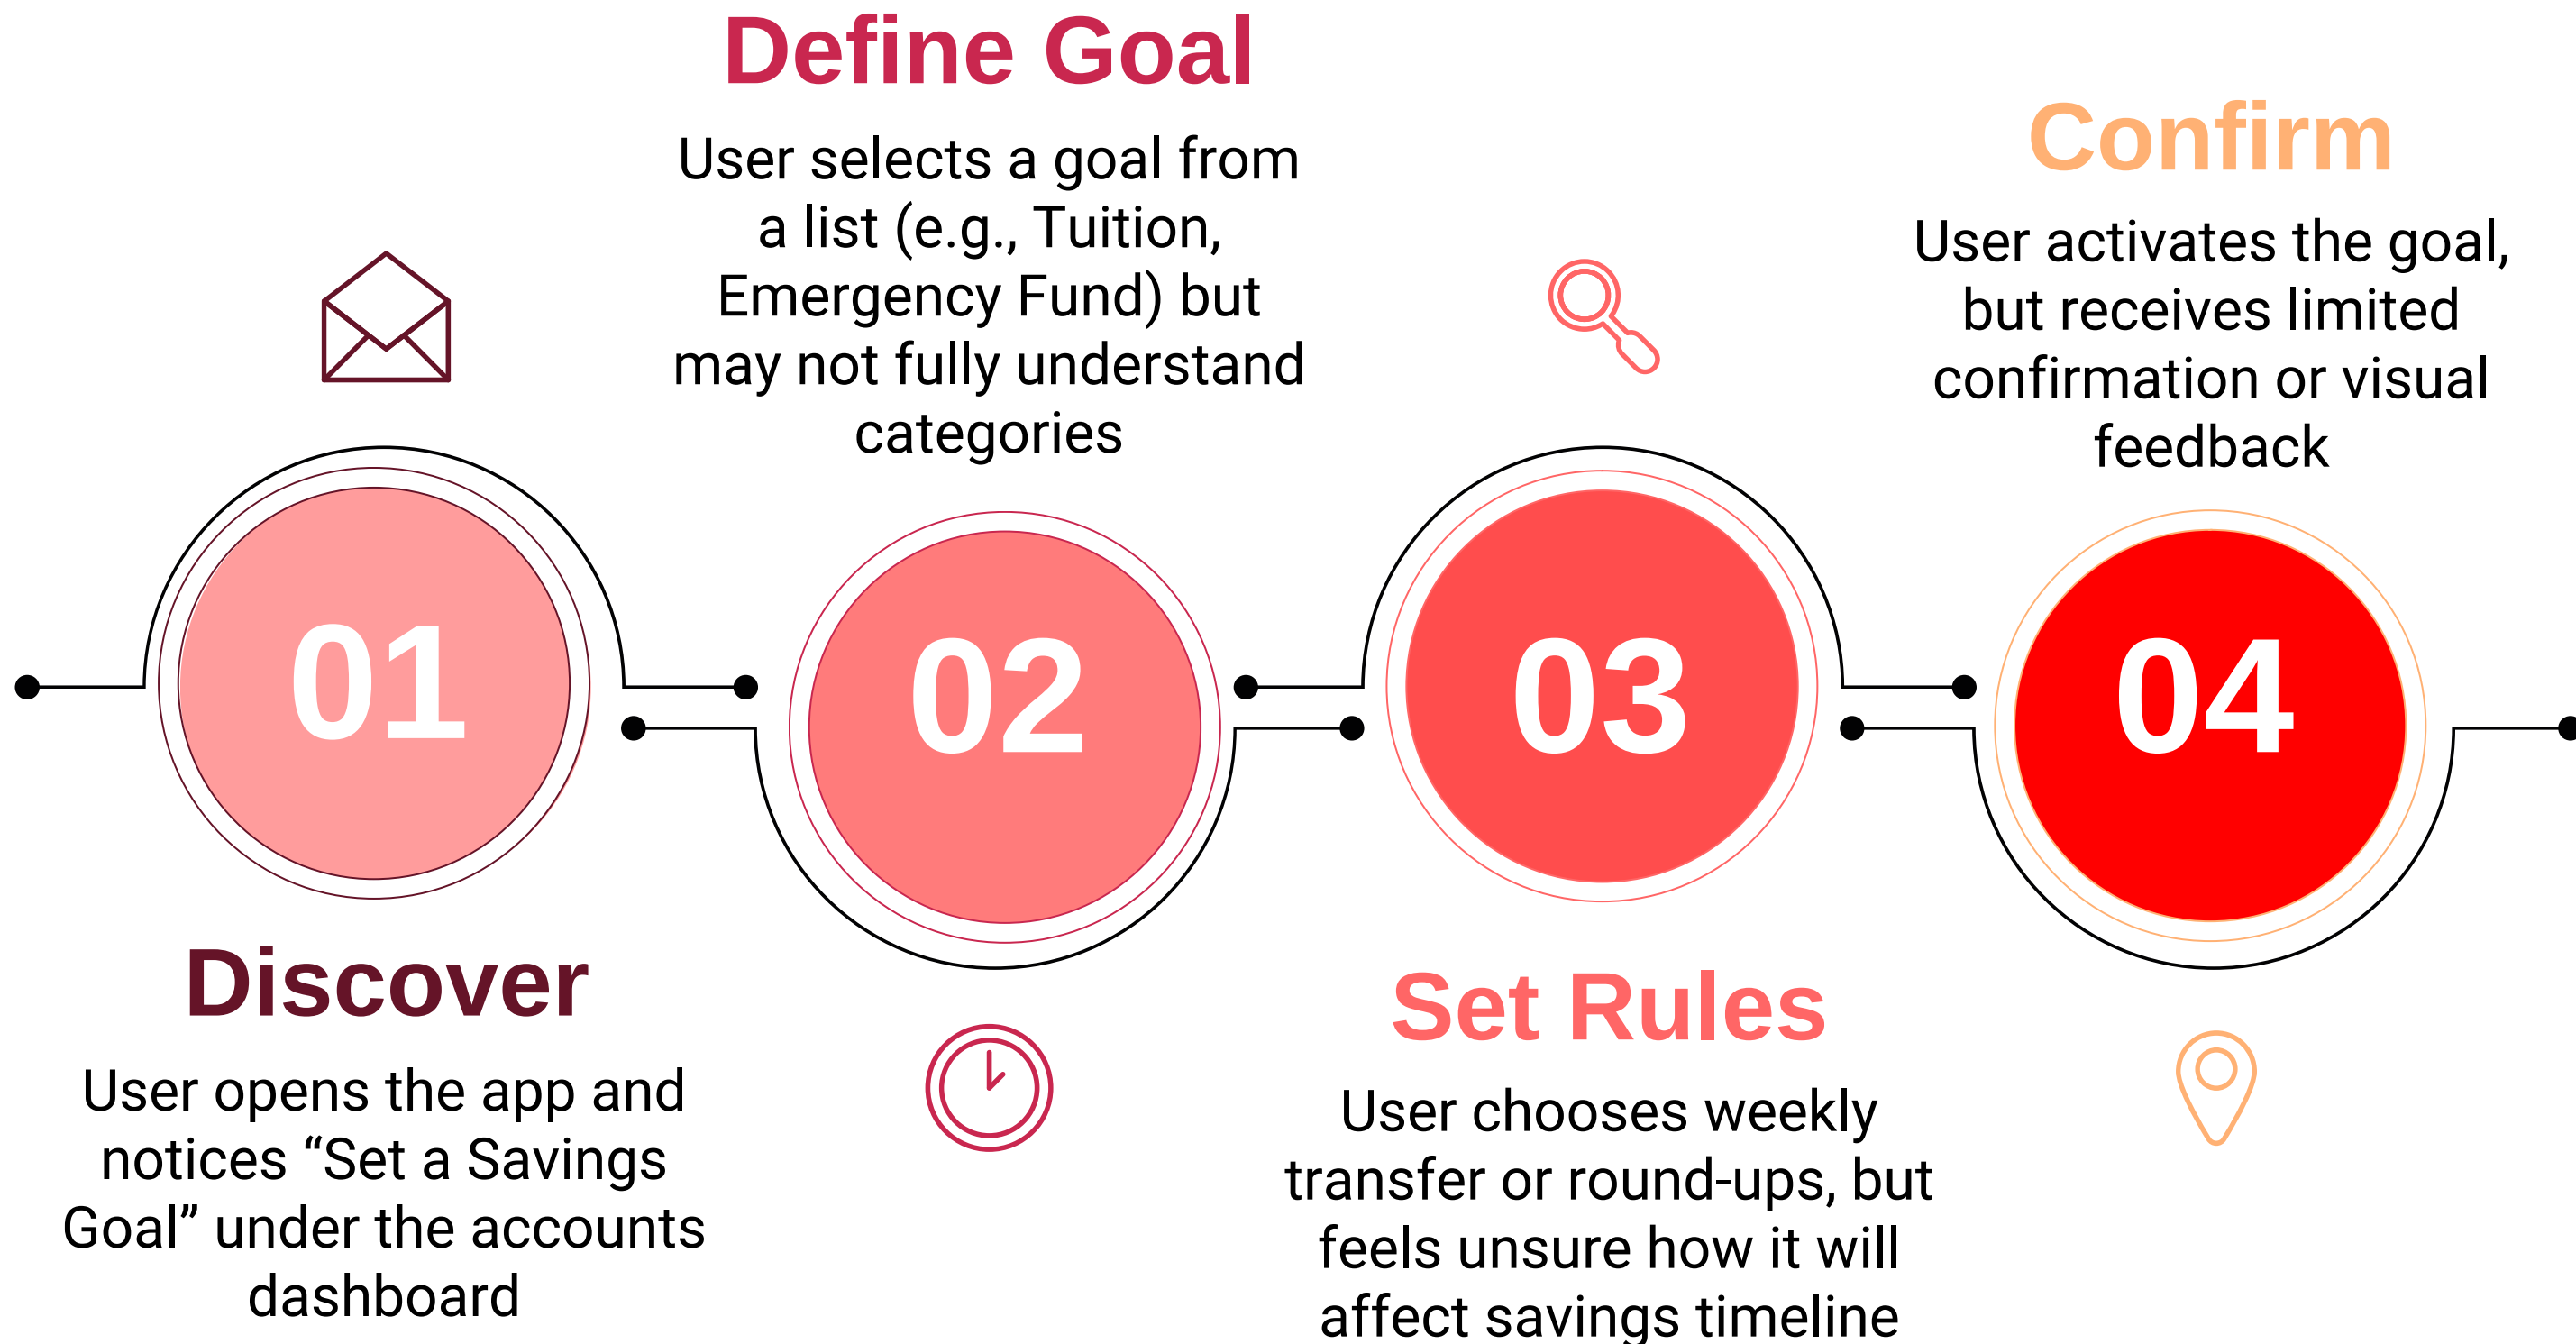 01
Discover
User opens the app and
notices “Set a Savings
Goal” under the accounts
dashboard
Define Goal
User selects a goal from
a list (e.g., Tuition,
Emergency Fund) but
may not fully understand
categories
02
03
Set Rules
User chooses weekly
transfer or round-ups, but
feels unsure how it will
affect savings timeline
Confirm
User activates the goal,
but receives limited
confirmation or visual
feedback
04